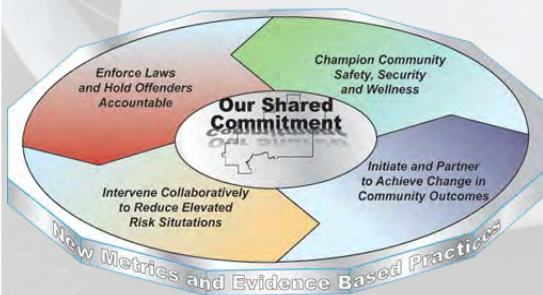 Enforce Laws
and Hold Offenders
Accountable
Champion Community
Safety, Security
and Wellness
Our Shared
Commitment
Initiate and Partner
to Achieve Change in
Community Outcomes
Intervene Collaboratively
to Reduce Elevated
Risk Situtations
New Metrics and Evidence Based Practices